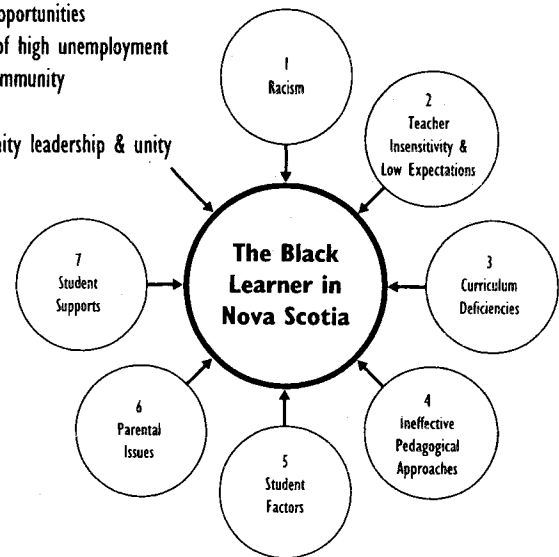 portunities
of high unemployment
mmunity
ity leadership & unity
1
Racism
2
Teacher
Insensitivity &
Low Expectations
3
Curriculum
Deficiencies
4
Ineffective
Pedagogical
Approaches
5
Student
Factors
6
Parental
Issues
7
Student
Supports
The Black
Learner in
Nova Scotia